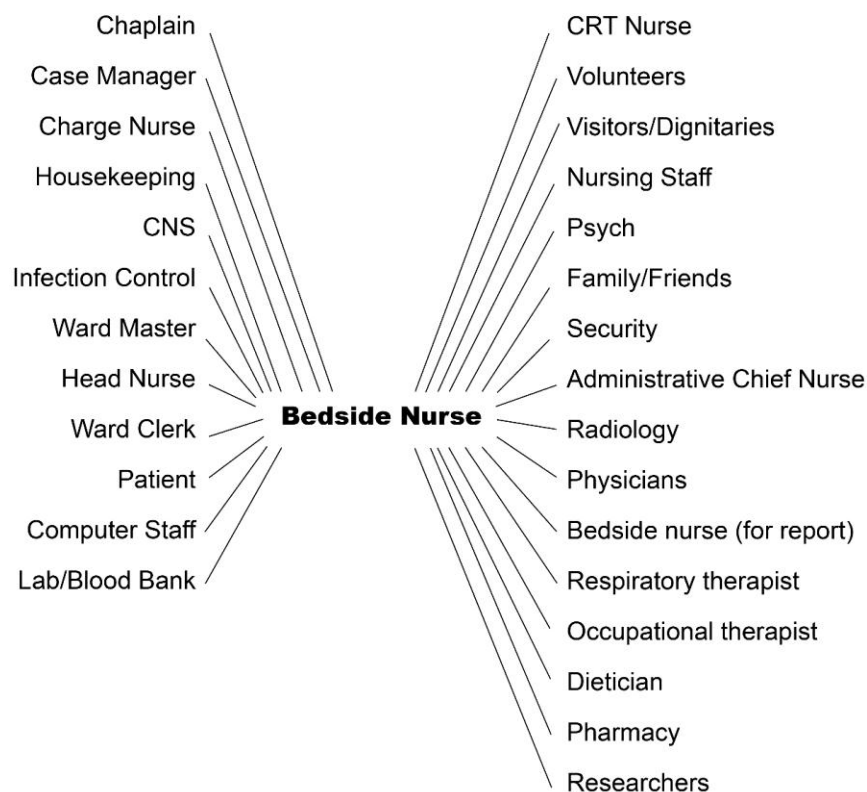 Chaplain
Case Manager
Charge Nurse
Housekeeping
CNS
Infection Control
Ward Master
Head Nurse
Ward Clerk
Patient
Computer Staff
Lab/Blood Bank
Bedside Nurse
CRT Nurse
Volunteers
Visitors/Dignitaries
Nursing Staff
Psych
Family/Friends
Security
Administrative Chief Nurse
Radiology
Physicians
Bedside nurse (for report)
Respiratory therapist
Occupational therapist
Dietician
Pharmacy
Researchers